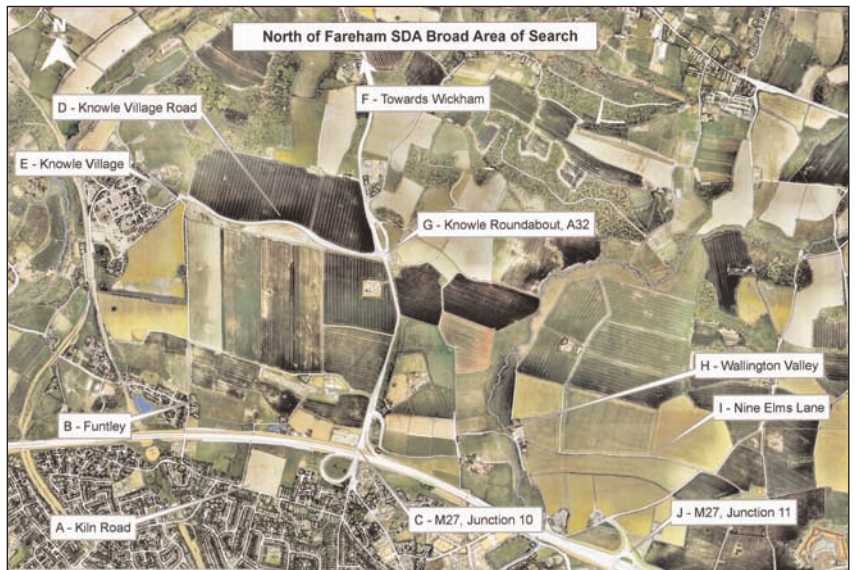 North of Fareham SDA Broad Area of Search
N
D - Knowle Village Road
F - Towards Wickham
E - Knowle Village
G - Knowle Roundabout, A32
H - Wallington Valley
I - Nine Elms Lane
B - Funtley
C - M27, Junction 10
J - M27, Junction 11
A - Kiln Road